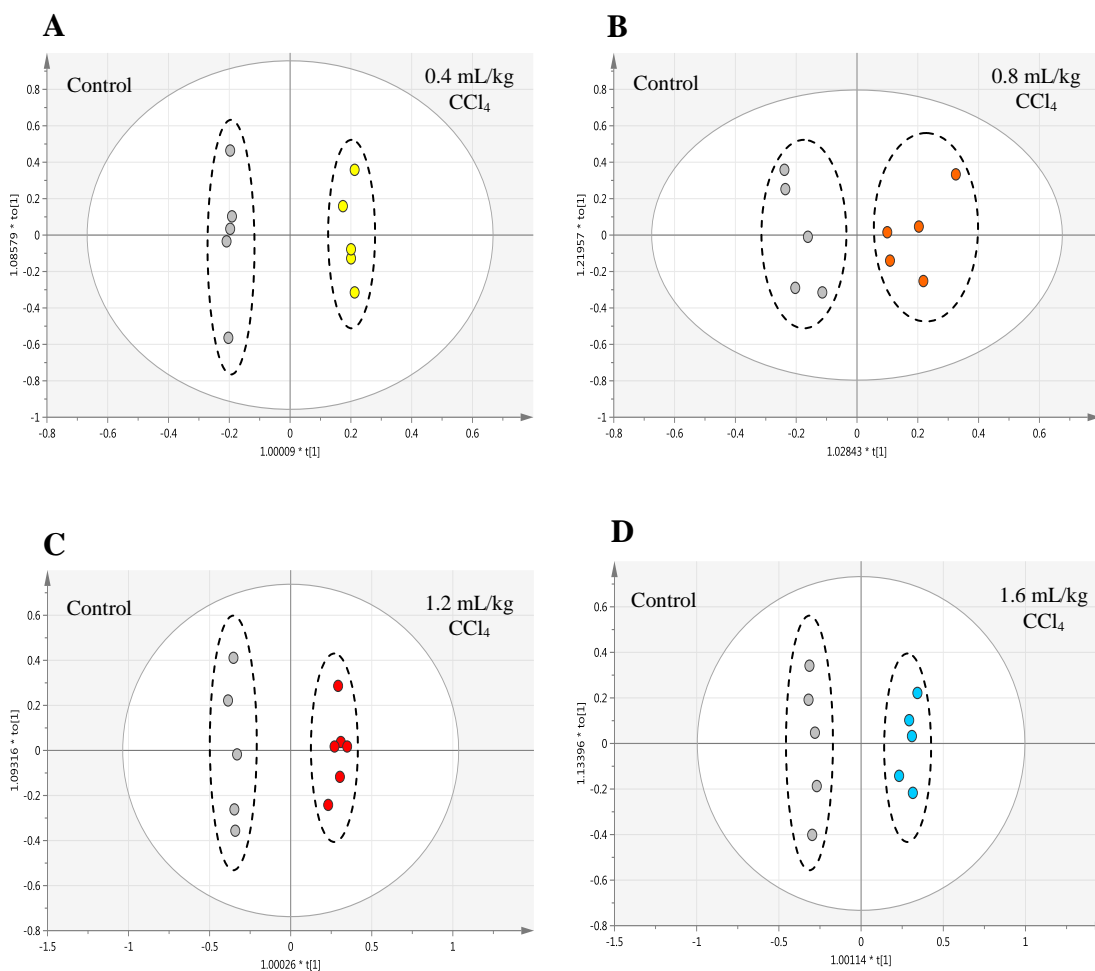 A
Control
0.4 mL/kg
CCl₄
0.8
0.6
0.4
0.2
0
-0.2
-0.4
-0.6
-0.8
-1
1.08579 * to[1]
-0.8
-0.6
-0.4
-0.2
0
0.2
0.4
0.6
1.00009 * t[1]
B
Control
0.8 mL/kg
CCl₄
0.8
0.6
0.4
0.2
0
-0.2
-0.4
-0.6
-0.8
-1
1.21957 * to[1]
-0.8
-0.6
-0.4
-0.2
0
0.2
0.4
0.6
1.02843 * t[1]
C
Control
1.2 mL/kg
CCl₄
0.6
0.4
0.2
0
-0.2
-0.4
-0.6
-0.8
1.09316 * to[1]
-1.5
-1
-0.5
0
0.5
1
1.00026 * t[1]
D
Control
1.6 mL/kg
CCl₄
0.6
0.4
0.2
0
-0.2
-0.4
-0.6
-0.8
1.13396 * to[1]
-1.5
-1
-0.5
0
0.5
1
1.00114 * t[1]